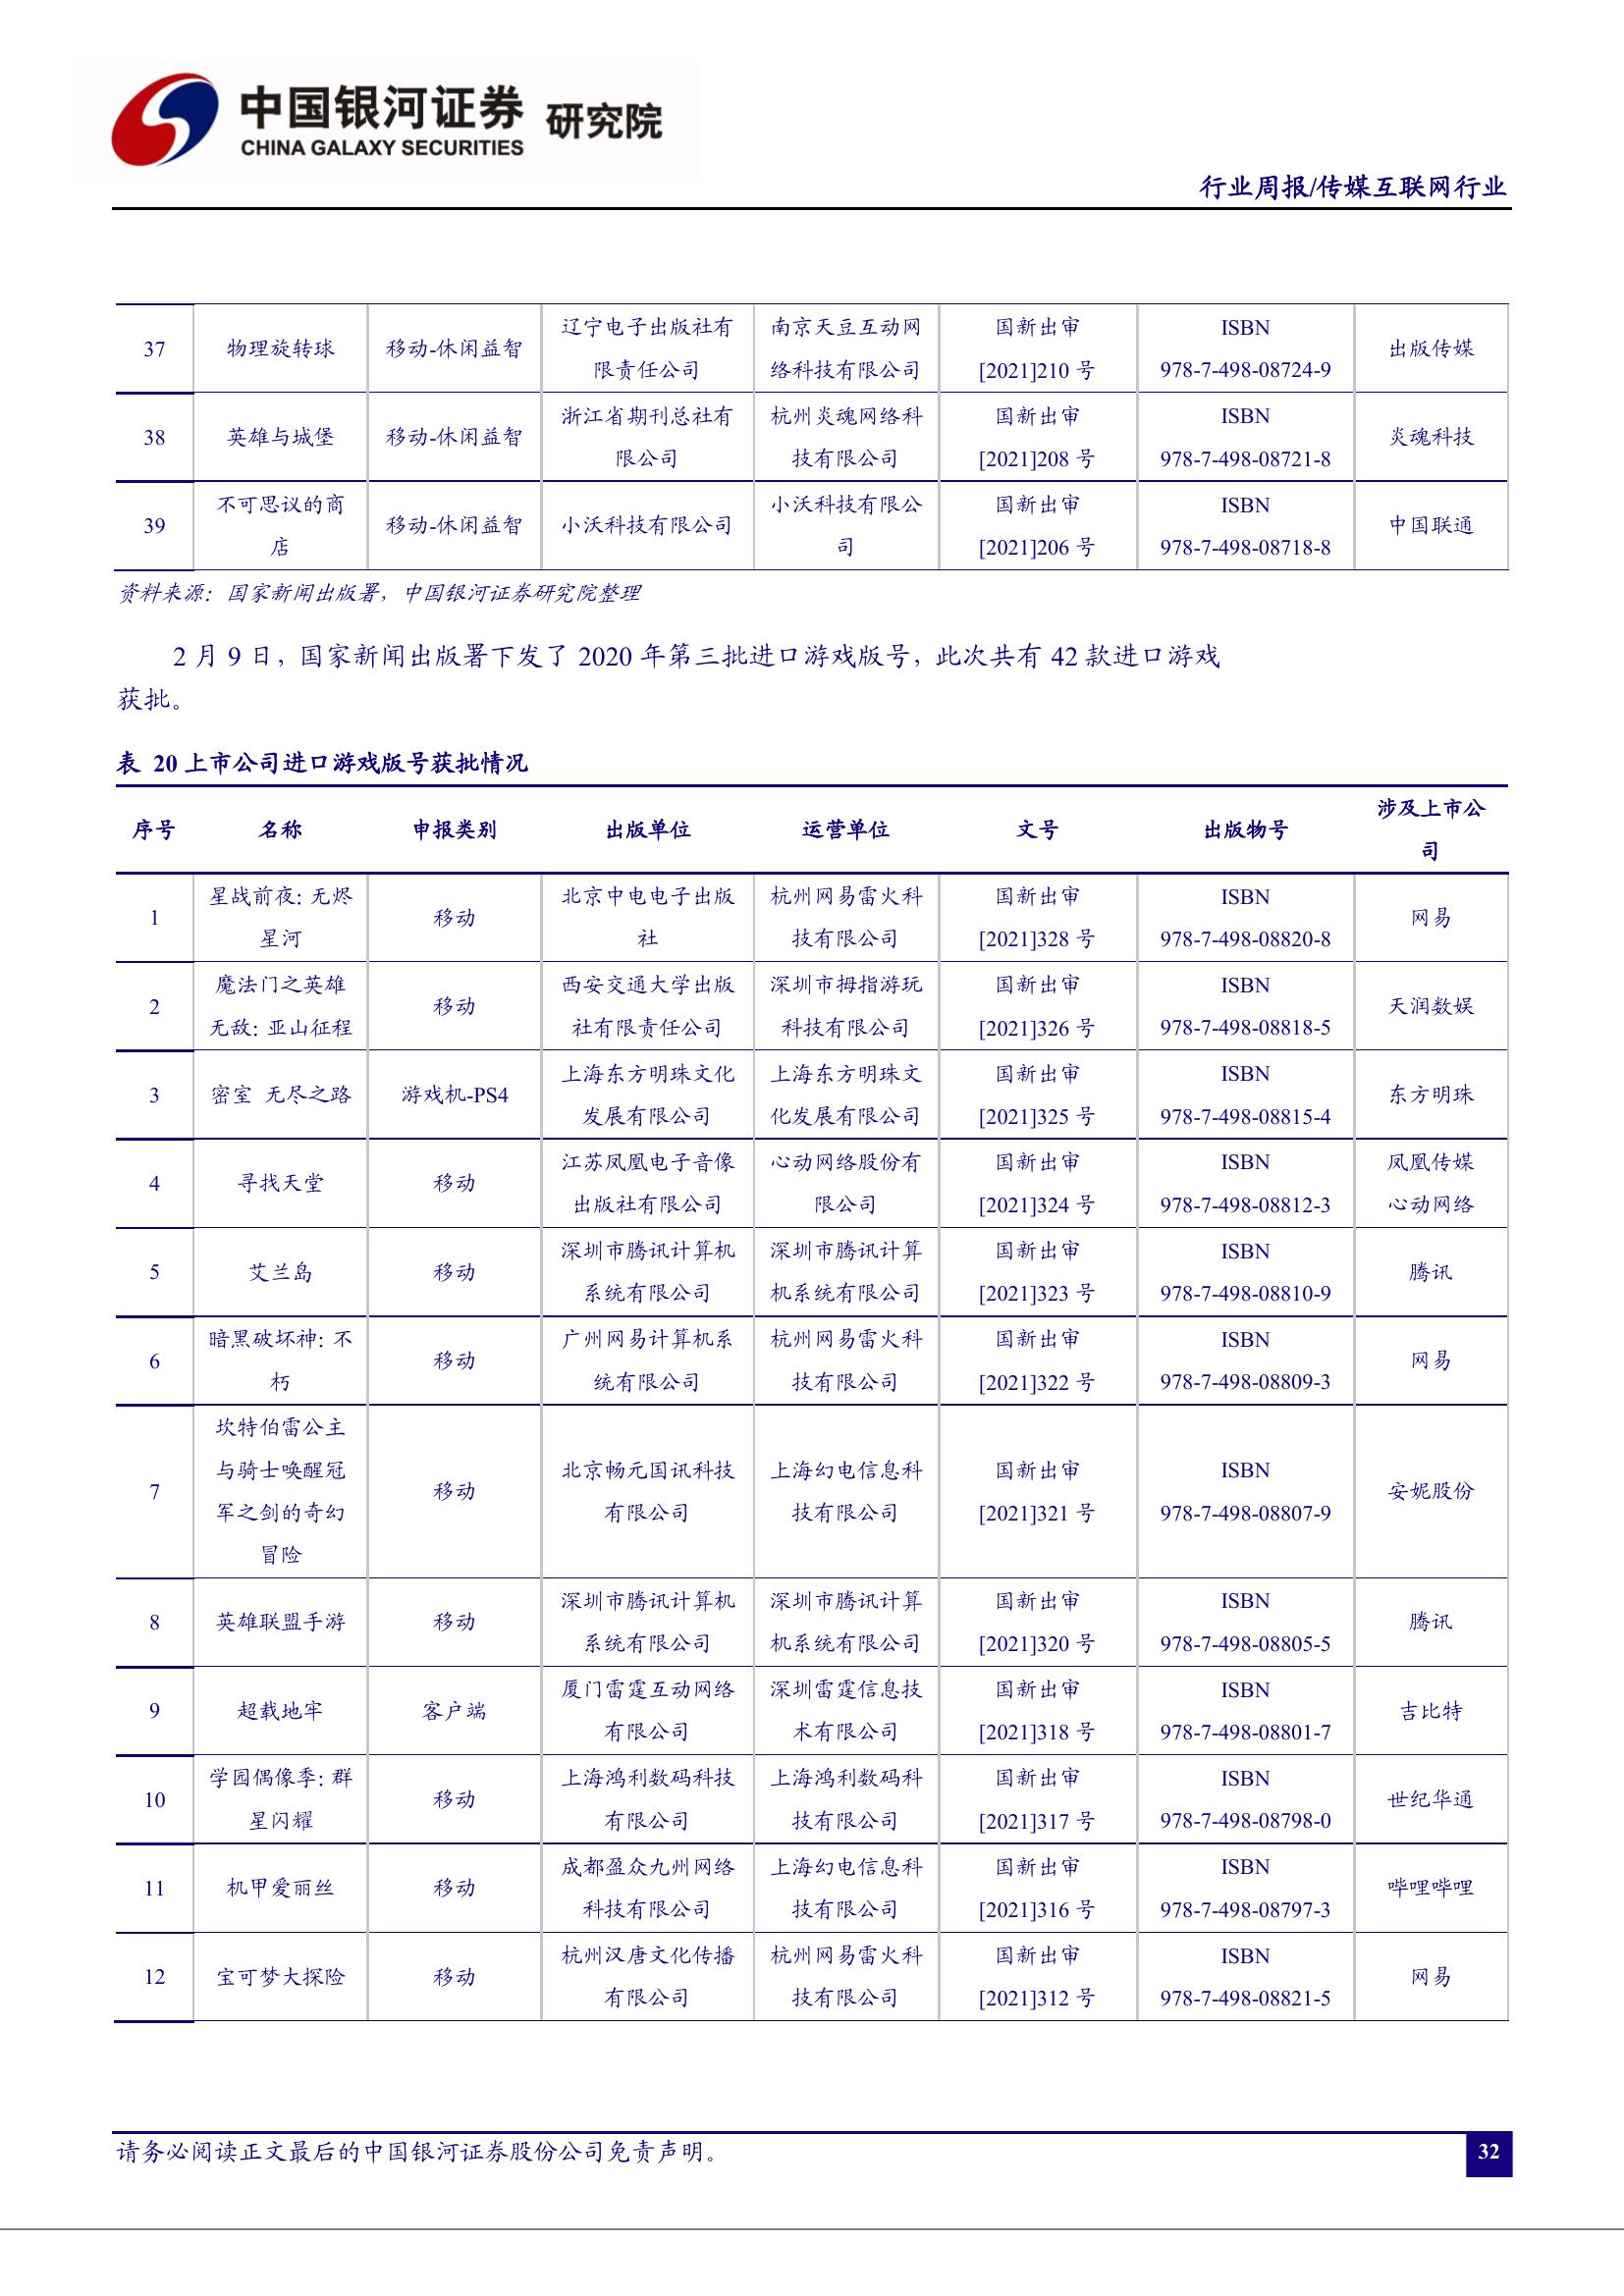 中国银河证券 研究院
CHINA GALAXY SECURITIES
行业周报/传媒互联网行业
37 物理旋转球 移动-休闲益智 辽宁电子出版社有限责任公司 南京天豆互动网络科技有限公司 国新出审[2021]210 号 ISBN 978-7-498-08724-9 出版传媒
38 英雄与城堡 移动-休闲益智 浙江省期刊总社有限公司 杭州炎魂网络科技有限公司 国新出审[2021]208 号 ISBN 978-7-498-08721-8 炎魂科技
39 不可思议的商店 移动-休闲益智 小沃科技有限公司 小沃科技有限公司 国新出审[2021]206 号 ISBN 978-7-498-08718-8 中国联通
资料来源：国家新闻出版署，中国银河证券研究院整理
2 月 9 日，国家新闻出版署下发了 2020 年第三批进口游戏版号，此次共有 42 款进口游戏
获批。
表 20 上市公司进口游戏版号获批情况
序号 名称 申报类别 出版单位 运营单位 文号 出版物号 涉及上市公司
1 星战前夜：无烬星河 移动 北京中电电子出版社 杭州网易雷火科技有限公司 国新出审[2021]328 号 ISBN 978-7-498-08820-8 网易
2 魔法门之英雄无敌：亚山征程 移动 西安交通大学出版社有限责任公司 深圳市拇指游玩科技有限公司 国新出审[2021]326 号 ISBN 978-7-498-08818-5 天润数娱
3 密室 无尽之路 游戏机-PS4 上海东方明珠文化发展有限公司 上海东方明珠文化发展有限公司 国新出审[2021]325 号 ISBN 978-7-498-08815-4 东方明珠
4 寻找天堂 移动 江苏凤凰电子音像出版社有限公司 心动网络股份有限公司 国新出审[2021]324 号 ISBN 978-7-498-08812-3 凤凰传媒 心动网络
5 艾兰岛 移动 深圳市腾讯计算机系统有限公司 深圳市腾讯计算机系统有限公司 国新出审[2021]323 号 ISBN 978-7-498-08810-9 腾讯
6 暗黑破坏神：不朽 移动 广州网易计算机系统有限公司 杭州网易雷火科技有限公司 国新出审[2021]322 号 ISBN 978-7-498-08809-3 网易
7 坎特伯雷公主与骑士唤醒冠军之剑的奇幻冒险 移动 北京畅元国讯科技有限公司 上海幻电信息科技有限公司 国新出审[2021]321 号 ISBN 978-7-498-08807-9 安妮股份
8 英雄联盟手游 移动 深圳市腾讯计算机系统有限公司 深圳市腾讯计算机系统有限公司 国新出审[2021]320 号 ISBN 978-7-498-08805-5 腾讯
9 超载地牢 客户端 厦门雷霆互动网络有限公司 深圳雷霆信息技术有限公司 国新出审[2021]318 号 ISBN 978-7-498-08801-7 吉比特
10 学园偶像季：群星闪耀 移动 上海鸿利数码科技有限公司 上海鸿利数码科技有限公司 国新出审[2021]317 号 ISBN 978-7-498-08798-0 世纪华通
11 机甲爱丽丝 移动 成都盈众九州网络科技有限公司 上海幻电信息科技有限公司 国新出审[2021]316 号 ISBN 978-7-498-08797-3 哔哩哔哩
12 宝可梦大探险 移动 杭州汉唐文化传播有限公司 杭州网易雷火科技有限公司 国新出审[2021]312 号 ISBN 978-7-498-08821-5 网易
请务必阅读正文最后的中国银河证券股份公司免责声明。
32